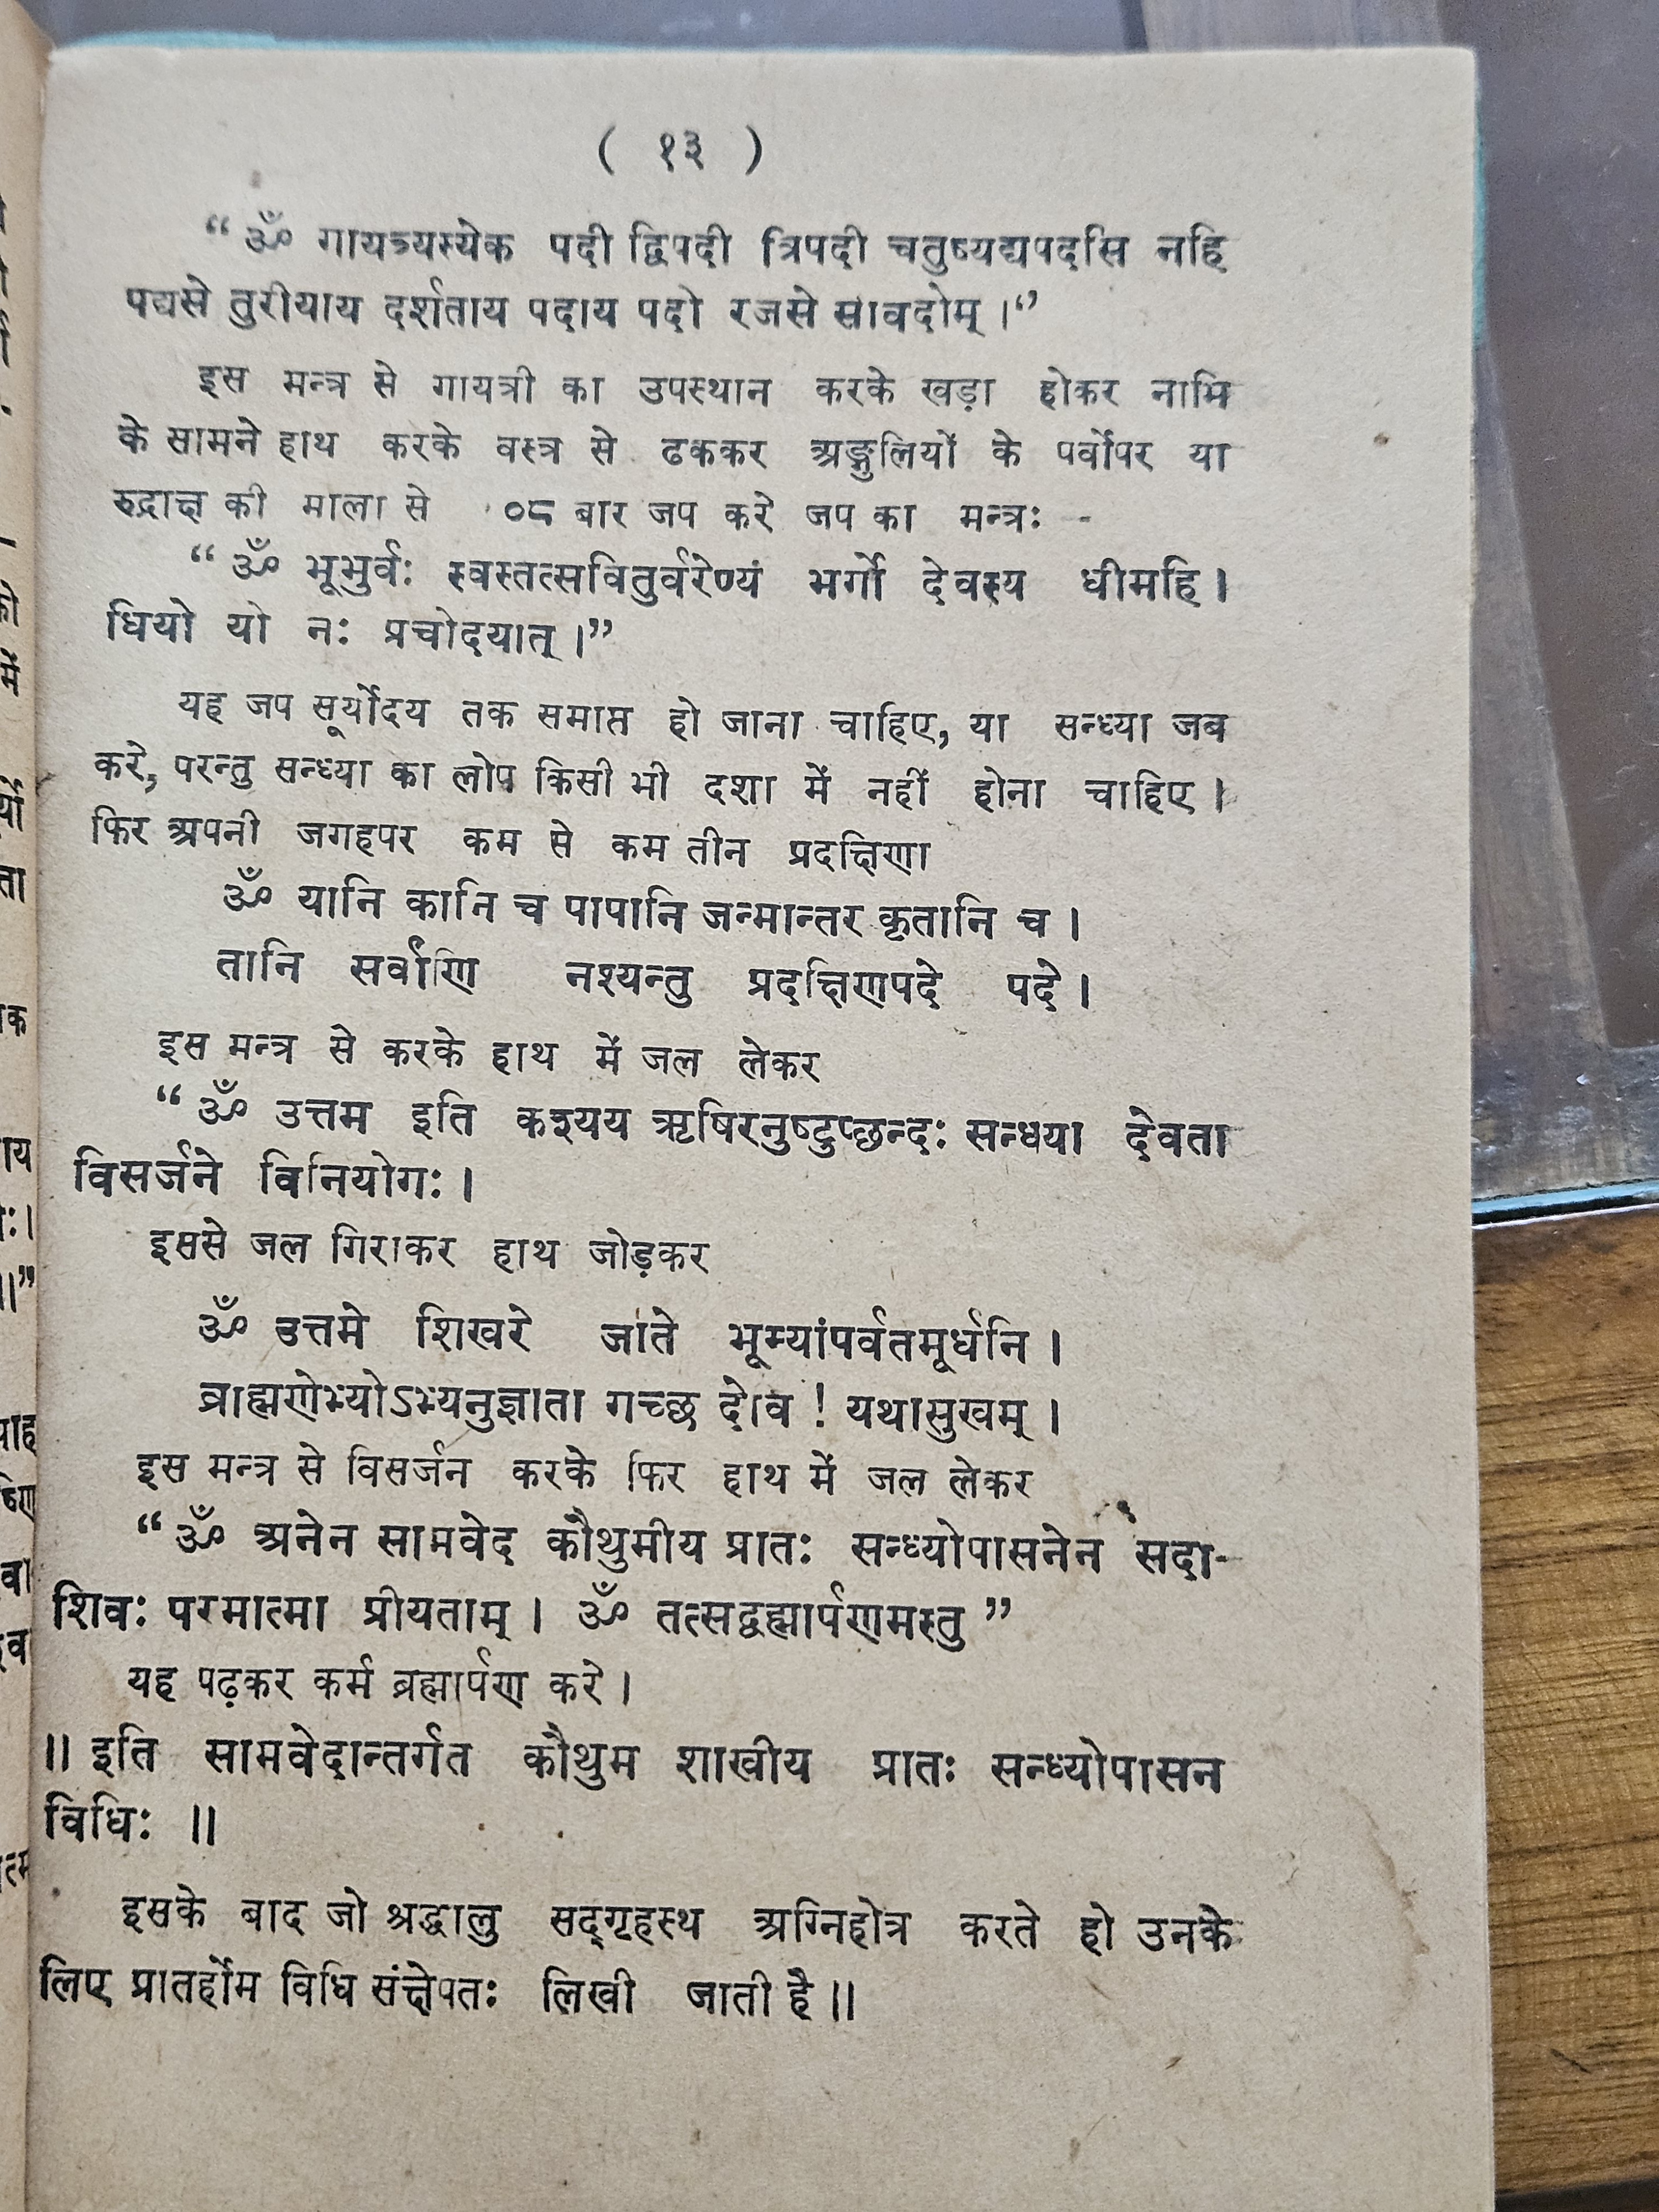 ( १३ )
“ ॐ गायत्र्यस्येक पदी द्विपदी त्रिपदी चतुष्यद्यपदसि नहि
पद्यसे तुरीयाय दर्शताय पदाय पदो रजसे सावदोम् ।“
इस मन्त्र से गायत्री का उपस्थान करके खड़ा होकर नाभि
के सामने हाथ करके वस्त्र से ढककर अङ्गुलियों के पर्वोपर या
रुद्राक्ष की माला से ०८ बार जप करे जप का मन्त्रः -
“ ॐ भूभुर्वः स्वस्तत्सवितुर्वरेण्यं भर्गो देवस्य धीमहि ।
धियो यो नः प्रचोदयात् ।”
यह जप सूर्योदय तक समाप्त हो जाना चाहिए, या सन्ध्या जब
करे, परन्तु सन्ध्या का लोप किसी भी दशा में नहीं होना चाहिए ।
फिर अपनी जगहपर कम से कम तीन प्रदक्षिणा
ॐ यानि कानि च पापानि जन्मान्तर कृतानि च ।
तानि सर्वाणि नश्यन्तु प्रदक्षिणपदे पदे ।
इस मन्त्र से करके हाथ में जल लेकर
“ ॐ उत्तम इति कश्यय ऋषिरनुष्टुप्छन्दः सन्धया देवता
विसर्जने विनियोगः ।
इससे जल गिराकर हाथ जोड़कर
ॐ उत्तमे शिखरे जाते भूम्यांपर्वतमूर्धनि ।
ब्राह्मणेभ्योऽभ्यनुज्ञाता गच्छ देवि ! यथासुखम् ।
इस मन्त्र से विसर्जन करके फिर हाथ में जल लेकर
“ ॐ अनेन सामवेद कौथुमीय प्रातः सन्ध्योपासनेन सदा-
शिवः परमात्मा प्रीयताम् । ॐ तत्सद्ब्रह्मार्पणमस्तु ”
यह पढ़कर कर्म ब्रह्मार्पण करे ।
॥ इति सामवेदान्तर्गत कौथुम शाखीय प्रातः सन्ध्योपासन
विधिः ॥
इसके बाद जो श्रद्धालु सद्गृहस्थ अग्निहोत्र करते हो उनके
लिए प्रातर्होम विधि संक्षेपतः लिखी जाती है ॥